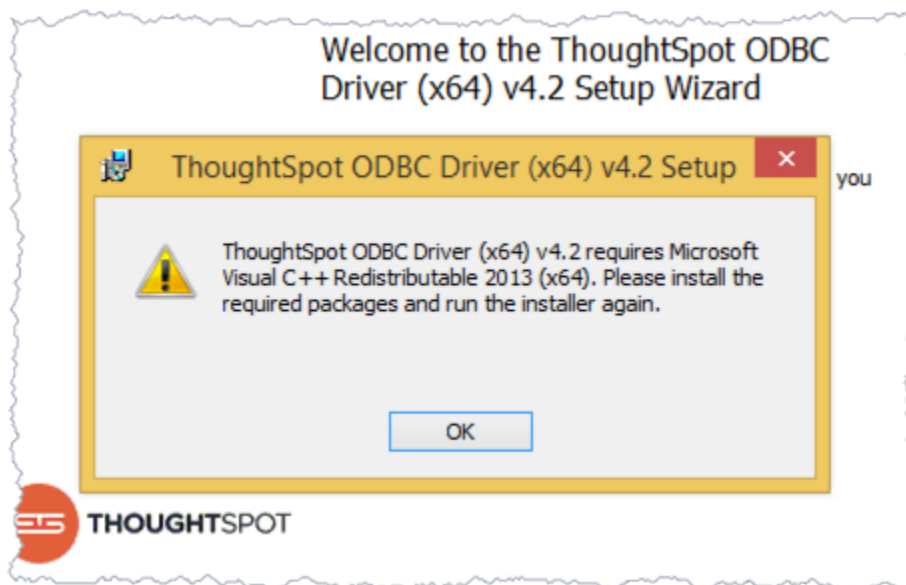 Welcome to the ThoughtSpot ODBC
Driver (x64) v4.2 Setup Wizard
ThoughtSpot ODBC Driver (x64) v4.2 Setup
you
ThoughtSpot ODBC Driver (x64) v4.2 requires Microsoft
Visual C++ Redistributable 2013 (x64). Please install the
required packages and run the installer again.
OK
THOUGHTSPOT